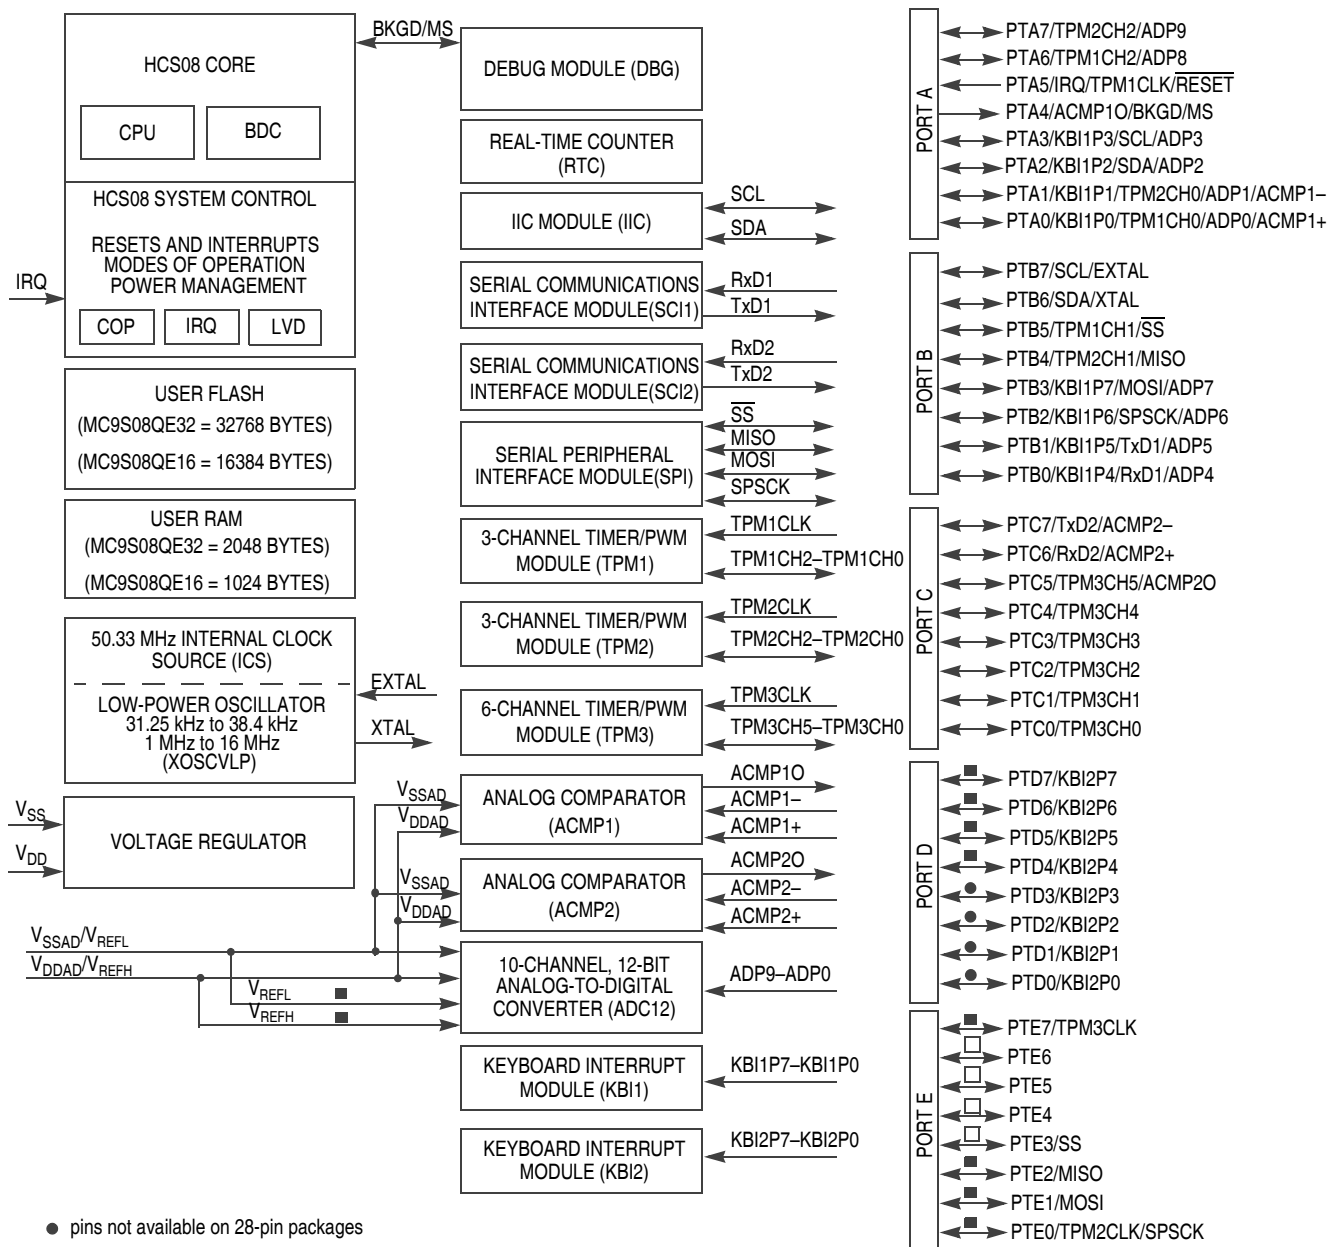 HCS08 CORE
CPU
BDC
HCS08 SYSTEM CONTROL
RESETS AND INTERRUPTS
MODES OF OPERATION
POWER MANAGEMENT
IRQ
COP
IRQ
LVD
USER FLASH
(MC9S08QE32 = 32768 BYTES)
(MC9S08QE16 = 16384 BYTES)
USER RAM
(MC9S08QE32 = 2048 BYTES)
(MC9S08QE16 = 1024 BYTES)
50.33 MHz INTERNAL CLOCK
SOURCE (ICS)
LOW-POWER OSCILLATOR
31.25 kHz to 38.4 kHz
1 MHz to 16 MHz
(XOSCVLP)
EXTAL
XTAL
VSS
VDD
VOLTAGE REGULATOR
VSSAD/VREFL
VDDAD/VREFH
VREFL
VREFH
BKGD/MS
DEBUG MODULE (DBG)
REAL-TIME COUNTER
(RTC)
IIC MODULE (IIC)
SCL
SDA
SERIAL COMMUNICATIONS
INTERFACE MODULE(SCI1)
RxD1
TxD1
SERIAL COMMUNICATIONS
INTERFACE MODULE(SCI2)
RxD2
TxD2
SERIAL PERIPHERAL
INTERFACE MODULE(SPI)
SS
MISO
MOSI
SPSCK
3-CHANNEL TIMER/PWM
MODULE (TPM1)
TPM1CLK
TPM1CH2–TPM1CH0
3-CHANNEL TIMER/PWM
MODULE (TPM2)
TPM2CLK
TPM2CH2–TPM2CH0
6-CHANNEL TIMER/PWM
MODULE (TPM3)
TPM3CLK
TPM3CH5–TPM3CH0
VSSAD
VDDAD
ANALOG COMPARATOR
(ACMP1)
ACMP1O
ACMP1–
ACMP1+
VSSAD
VDDAD
ANALOG COMPARATOR
(ACMP2)
ACMP2O
ACMP2–
ACMP2+
10-CHANNEL, 12-BIT
ANALOG-TO-DIGITAL
CONVERTER (ADC12)
ADP9–ADP0
KEYBOARD INTERRUPT
MODULE (KBI1)
KBI1P7–KBI1P0
KEYBOARD INTERRUPT
MODULE (KBI2)
KBI2P7–KBI2P0
PORT A
PTA7/TPM2CH2/ADP9
PTA6/TPM1CH2/ADP8
PTA5/IRQ/TPM1CLK/RESET
PTA4/ACMP1O/BKGD/MS
PTA3/KBI1P3/SCL/ADP3
PTA2/KBI1P2/SDA/ADP2
PTA1/KBI1P1/TPM2CH0/ADP1/ACMP1–
PTA0/KBI1P0/TPM1CH0/ADP0/ACMP1+
PORT B
PTB7/SCL/EXTAL
PTB6/SDA/XTAL
PTB5/TPM1CH1/SS
PTB4/TPM2CH1/MISO
PTB3/KBI1P7/MOSI/ADP7
PTB2/KBI1P6/SPSCK/ADP6
PTB1/KBI1P5/TxD1/ADP5
PTB0/KBI1P4/RxD1/ADP4
PORT C
PTC7/TxD2/ACMP2–
PTC6/RxD2/ACMP2+
PTC5/TPM3CH5/ACMP2O
PTC4/TPM3CH4
PTC3/TPM3CH3
PTC2/TPM3CH2
PTC1/TPM3CH1
PTC0/TPM3CH0
PORT D
PTD7/KBI2P7
PTD6/KBI2P6
PTD5/KBI2P5
PTD4/KBI2P4
PTD3/KBI2P3
PTD2/KBI2P2
PTD1/KBI2P1
PTD0/KBI2P0
PORT E
PTE7/TPM3CLK
PTE6
PTE5
PTE4
PTE3/SS
PTE2/MISO
PTE1/MOSI
PTE0/TPM2CLK/SPSCK
● pins not available on 28-pin packages